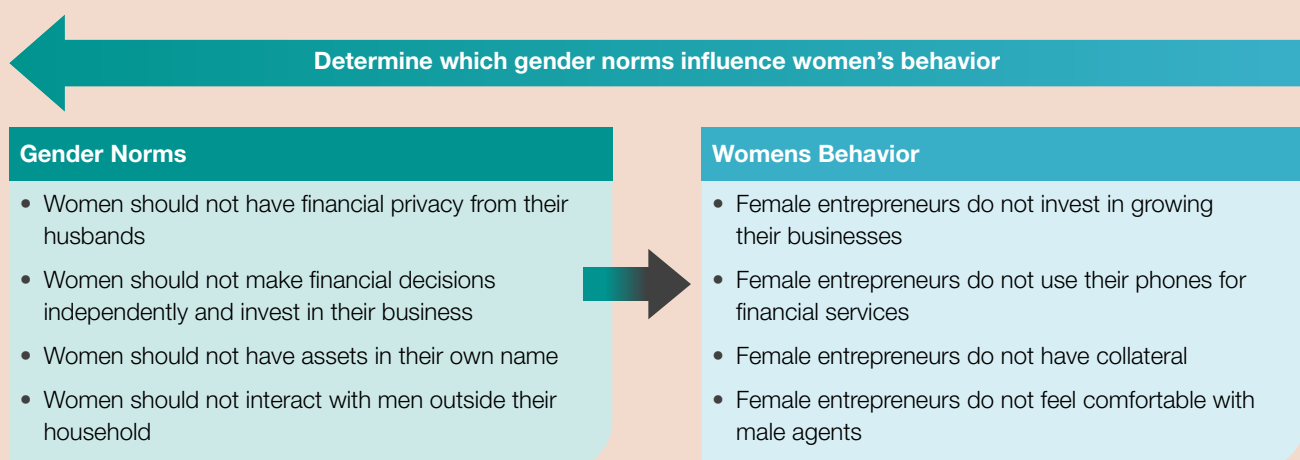 Determine which gender norms influence women’s behavior
Gender Norms
• Women should not have financial privacy from their
husbands
• Women should not make financial decisions
independently and invest in their business
• Women should not have assets in their own name
• Women should not interact with men outside their
household
Womens Behavior
• Female entrepreneurs do not invest in growing
their businesses
• Female entrepreneurs do not use their phones for
financial services
• Female entrepreneurs do not have collateral
• Female entrepreneurs do not feel comfortable with
male agents